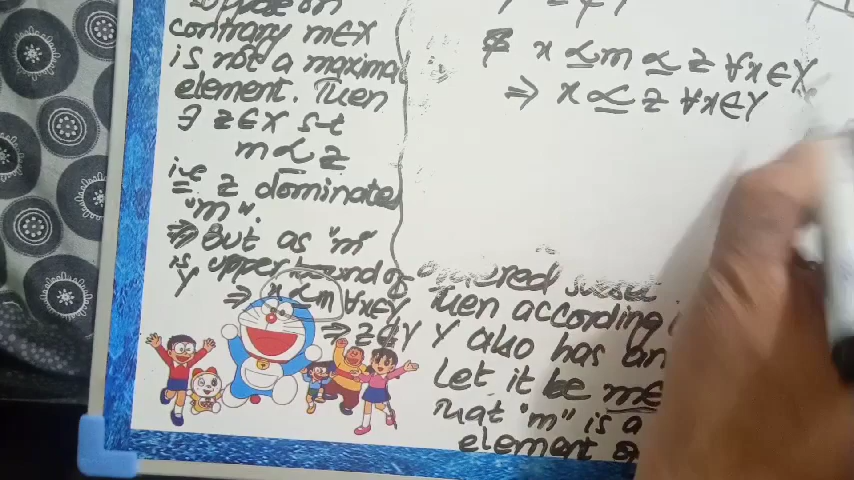 contrary m∈X
is not a maximal
element. Then
∃ z∈X s-t
m ≺ z
i.e z dominates
"m".
⇒ But as "m"
is upper bound of
Y
⇒ x ≺ m ∀x∈Y
⇒ z∉Y
x ≺ m ≺ z ∀x∈Y
⇒ x ≺ z ∀x∈Y
ordered subset
Then according
Y also has an
Let it be m∈
that "m" is a
element of